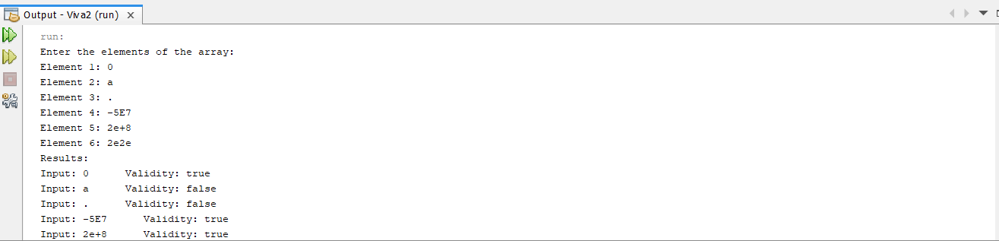 Output - Viva2 (run)
run:
Enter the elements of the array:
Element 1: 0
Element 2: a
Element 3: .
Element 4: -5E7
Element 5: 2e+8
Element 6: 2e2e
Results:
Input: 0      Validity: true
Input: a      Validity: false
Input: .      Validity: false
Input: -5E7      Validity: true
Input: 2e+8      Validity: true